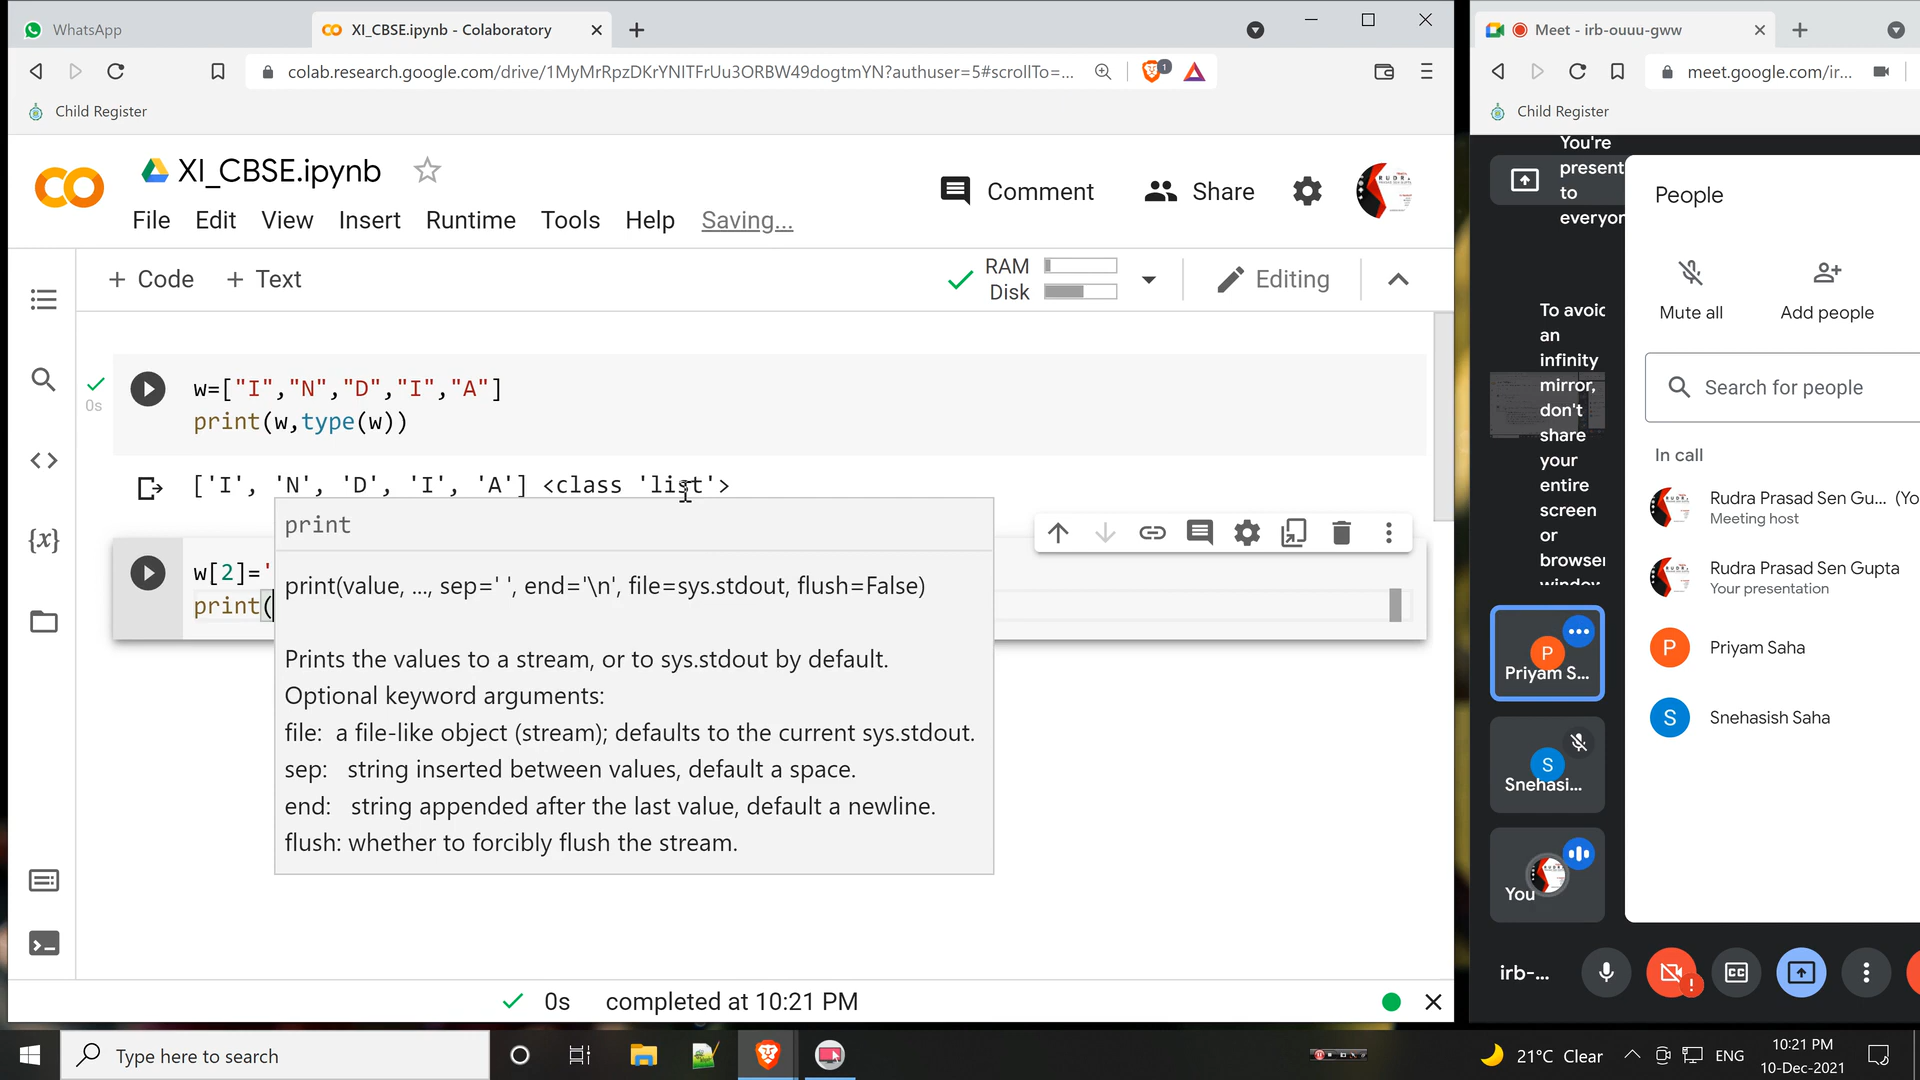 WhatsApp
XI_CBSE.ipynb - Colaboratory
colab.research.google.com/drive/1MyMrRpzDKrYNITFrUu3ORBW49dogtmYN?authuser=5#scrollTo=...
1
Child Register
XI_CBSE.ipynb
File Edit View Insert Runtime Tools Help Saving...
Comment
Share
+ Code + Text
RAM
Disk
Editing
0s
w=["I","N","D","I","A"]
print(w,type(w))
['I', 'N', 'D', 'I', 'A'] <class 'list'>
w[2]='
print(
print
print(value, ..., sep=' ', end='\n', file=sys.stdout, flush=False)
Prints the values to a stream, or to sys.stdout by default.
Optional keyword arguments:
file: a file-like object (stream); defaults to the current sys.stdout.
sep: string inserted between values, default a space.
end: string appended after the last value, default a newline.
flush: whether to forcibly flush the stream.
{x}
0s completed at 10:21 PM
Meet - irb-ouuu-gww
meet.google.com/ir...
Child Register
You're
present
to
everyon
To avoid
an
infinity
mirror,
don't
share
your
entire
screen
or
browser
window
People
Mute all
Add people
Search for people
In call
Rudra Prasad Sen Gu... (Yo
Meeting host
Rudra Prasad Sen Gupta
Your presentation
P
Priyam Saha
S
Snehasish Saha
P
Priyam S...
S
Snehasi...
You
irb-...
CC
Type here to search
21°C Clear
ENG
10:21 PM
10-Dec-2021